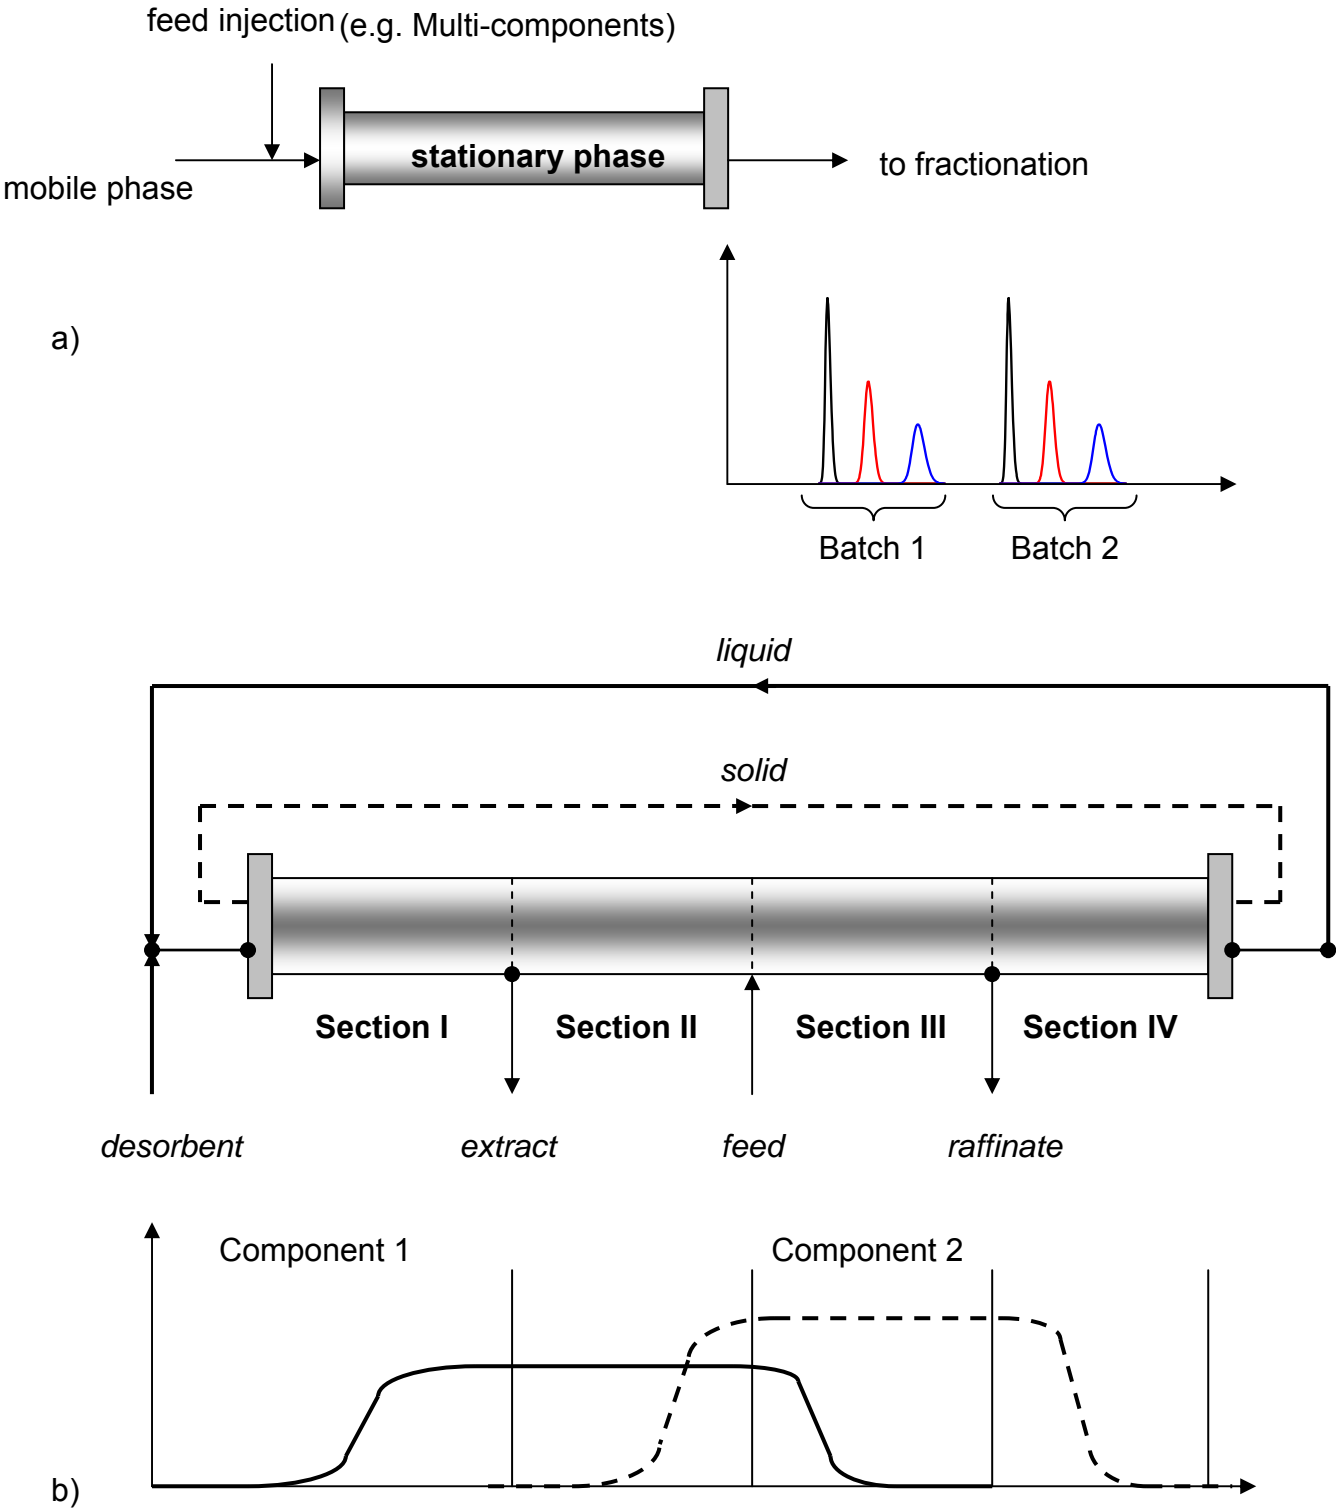 feed injection (e.g. Multi-components)
stationary phase
to fractionation
mobile phase
a)
Batch 1 Batch 2
liquid
solid
Section I Section II Section III Section IV
desorbent extract feed raffinate
Component 1 Component 2
b)